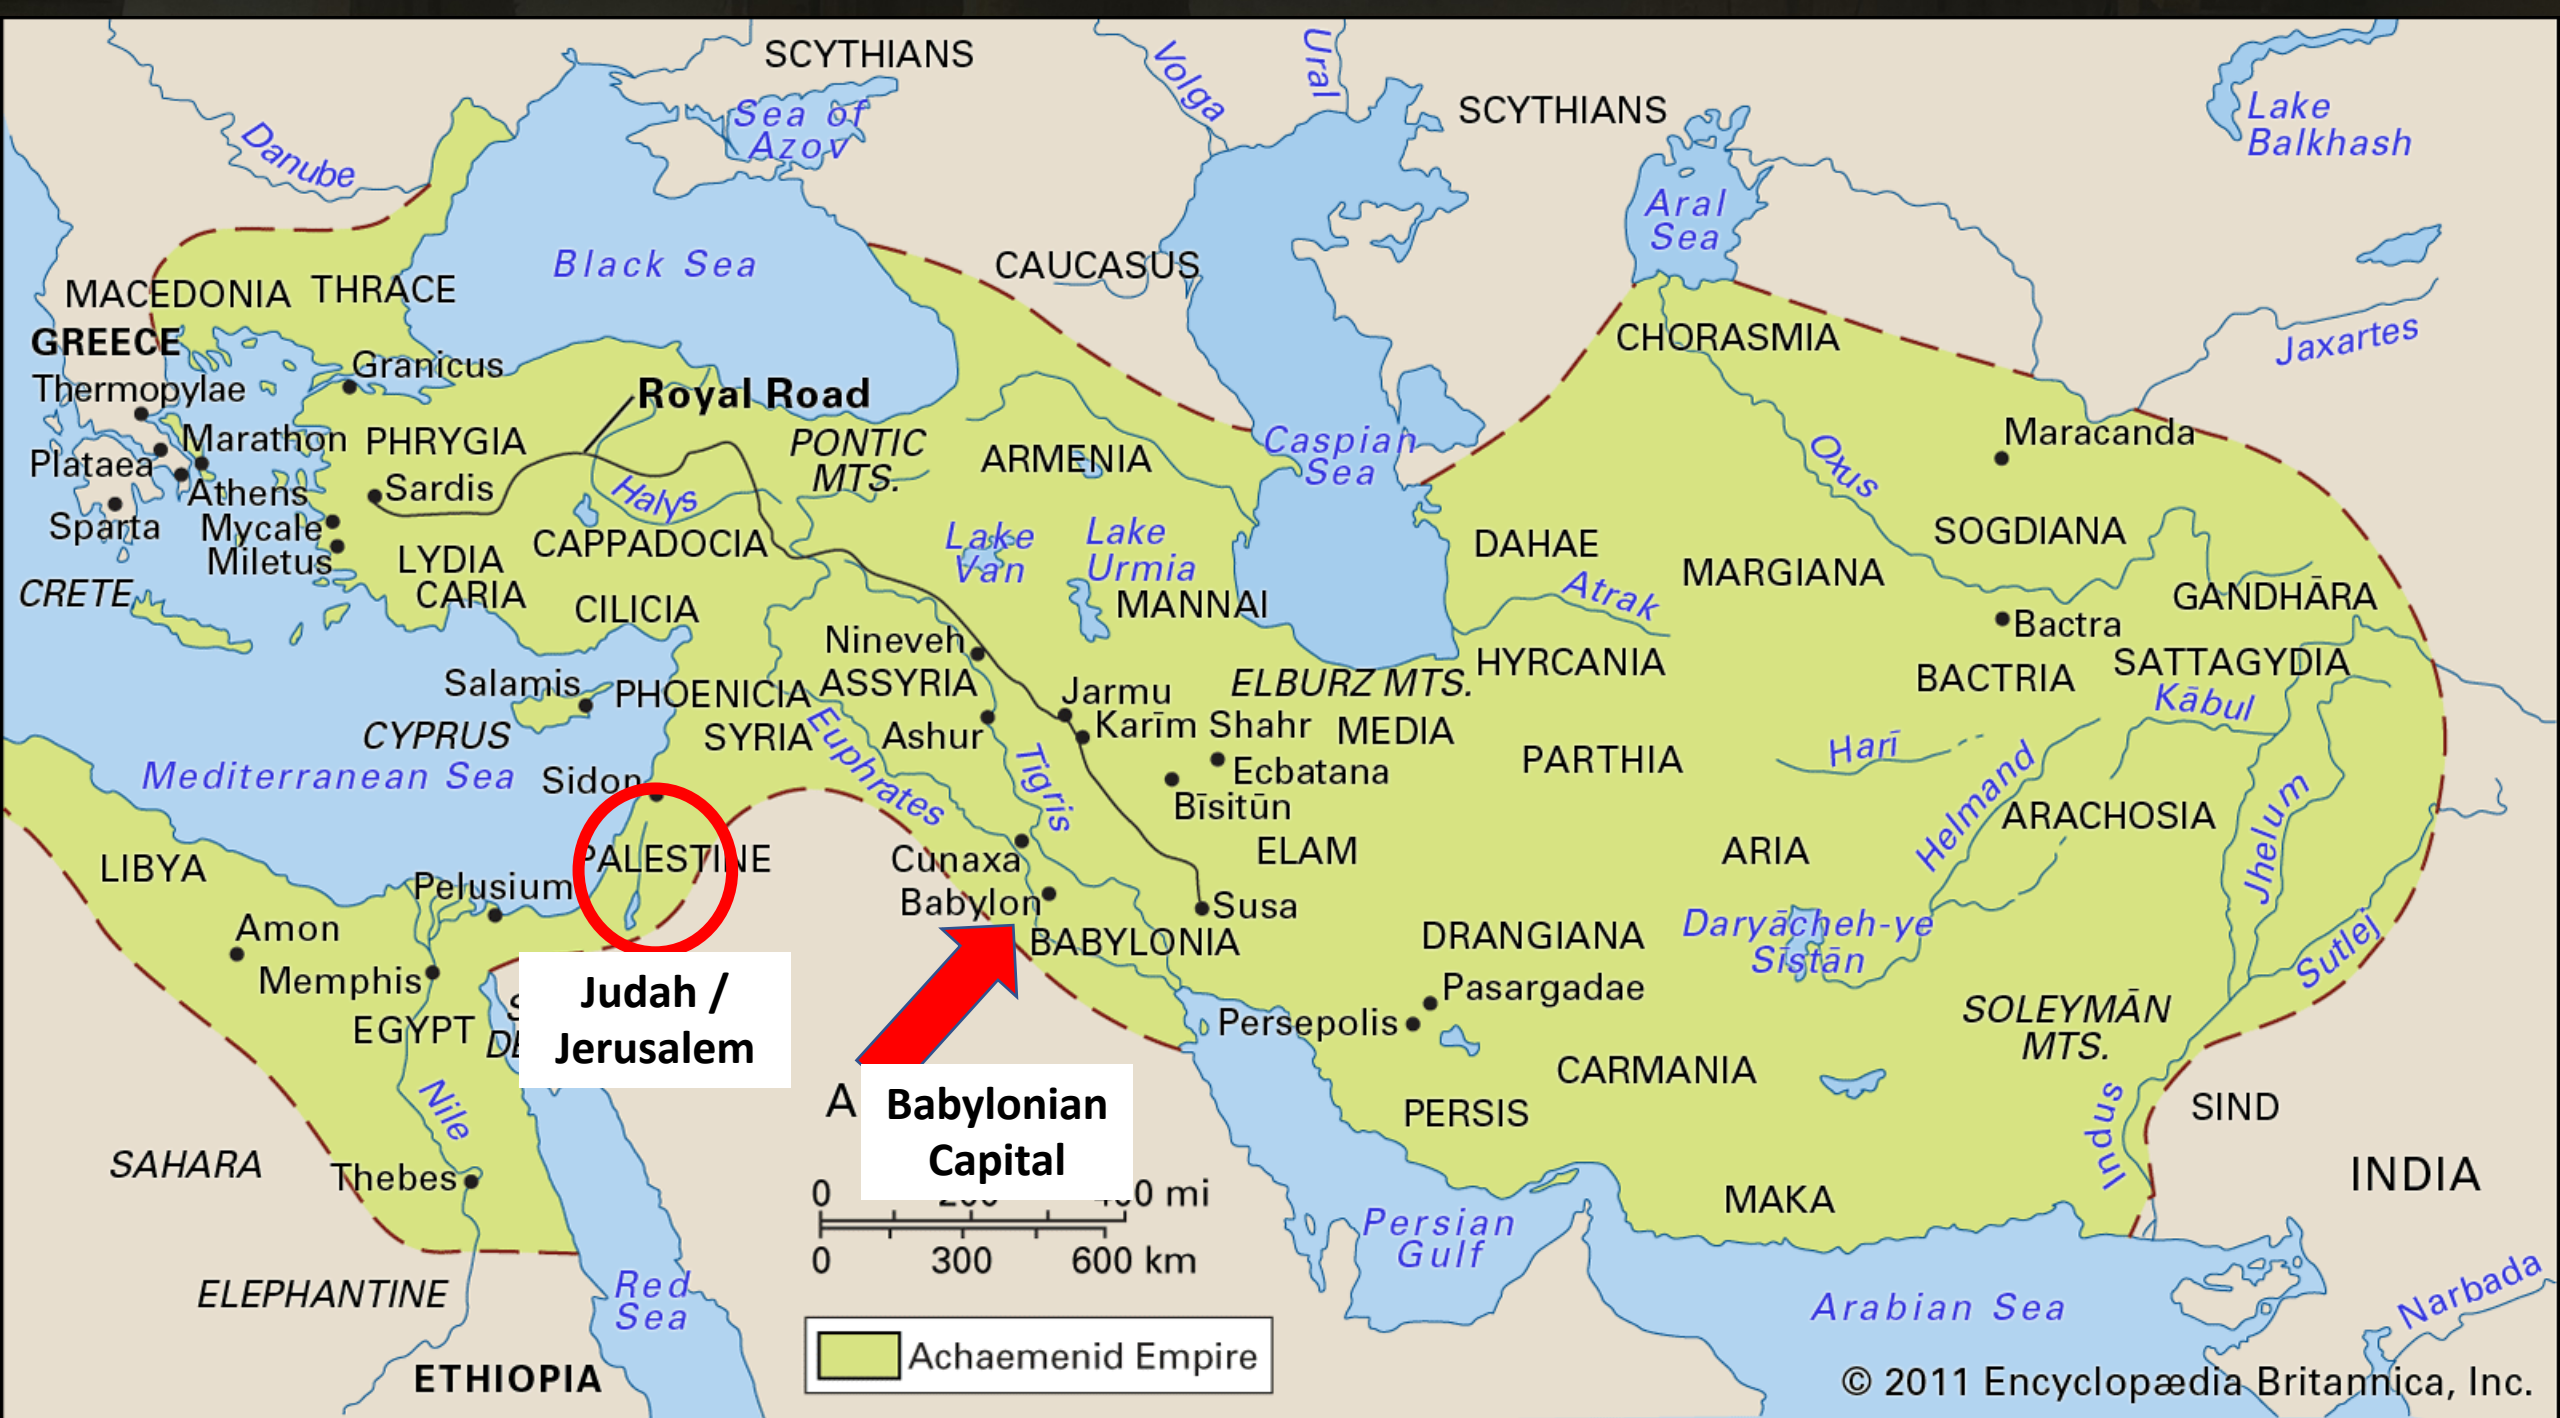 SCYTHIANS
Volga
Ural
SCYTHIANS
Lake
Balkhash
Sea of
Azov
Danube
Aral
Sea
Black Sea
CAUCASUS
MACEDONIA
THRACE
GREECE
CHORASMIA
Jaxartes
Granicus
Thermopylae
Royal Road
Marathon
PHRYGIA
PONTIC
MTS.
ARMENIA
Caspian
Sea
Oxus
Maracanda
Plataea
Athens
Sardis
Halys
Sparta
Mycale
Miletus
LYDIA
CARIA
CAPPADOCIA
Lake
Van
Lake
Urmia
DAHAE
SOGDIANA
MARGIANA
CRETE
CILICIA
MANNAI
Atrak
GANDHĀRA
Nineveh
Bactra
Salamis
PHOENICIA
ASSYRIA
Jarmu
ELBURZ MTS.
HYRCANIA
BACTRIA
SATTAGYDIA
CYPRUS
SYRIA
Euphrates
Ashur
Karīm Shahr
MEDIA
Kābul
Mediterranean Sea
Sidon
Tigris
Ecbatana
Bīsitūn
PARTHIA
Harī
Helmand
ARACHOSIA
Jhelum
LIBYA
PALESTINE
Cunaxa
ELAM
ARIA
Pelusium
Babylon
Susa
Amon
BABYLONIA
DRANGIANA
Daryācheh-ye
Sīstān
Sutlej
Memphis
Judah /
Jerusalem
Pasargadae
Persepolis
SOLEYMĀN
MTS.
EGYPT
DE
Nile
A
Babylonian
Capital
CARMANIA
PERSIS
Indus
SIND
SAHARA
Thebes
INDIA
MAKA
0
0 mi
0 300 600 km
Persian
Gulf
ELEPHANTINE
Red
Sea
Arabian Sea
Narbada
Achaemenid Empire
ETHIOPIA
© 2011 Encyclopædia Britannica, Inc.